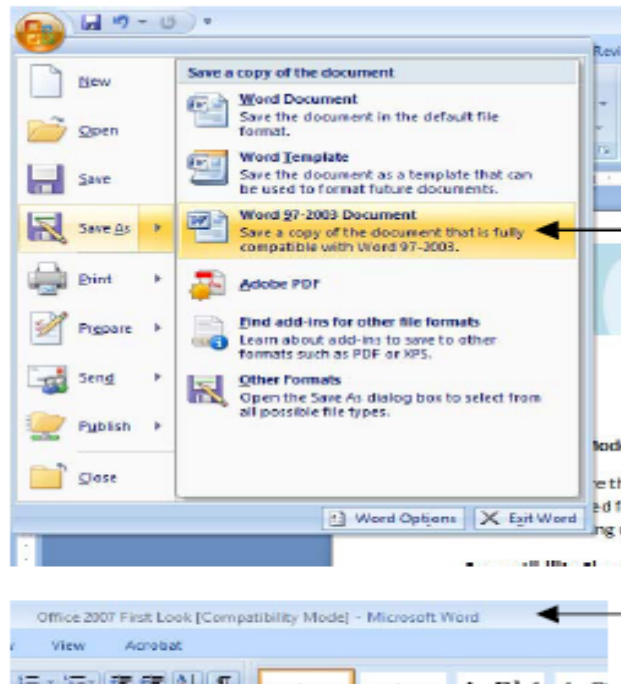 Save a copy of the document
New
Word Document
Save the document in the default file
format.
Open
Word Template
Save the document as a template that can
be used to format future documents.
Save
Save As
Word 97-2003 Document
Save a copy of the document that is fully
compatible with Word 97-2003.
Print
Adobe PDF
Prepare
Find add-ins for other file formats
Learn about add-ins to save to other
formats such as PDF or XPS.
Send
Other Formats
Open the Save As dialog box to select from
all possible file types.
Publish
Close
Word Options
Exit Word
Office 2007 First Look [Compatibility Mode] - Microsoft Word
View Acrobat